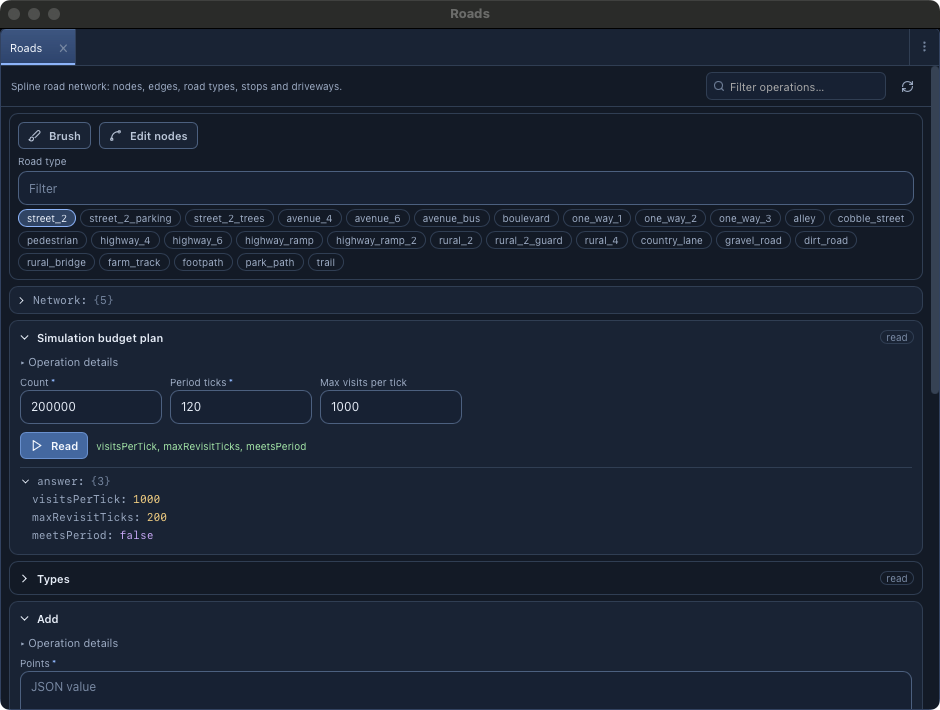 Roads
Roads
Spline road network: nodes, edges, road types, stops and driveways.
Filter operations...
Brush
Edit nodes
Road type
Filter
street_2 street_2_parking street_2_trees avenue_4 avenue_6 avenue_bus boulevard one_way_1 one_way_2 one_way_3 alley cobble_street
pedestrian highway_4 highway_6 highway_ramp highway_ramp_2 rural_2 rural_2_guard rural_4 country_lane gravel_road dirt_road
rural_bridge farm_track footpath park_path trail
Network: {5}
Simulation budget plan read
Operation details
Count * Period ticks * Max visits per tick
200000 120 1000
Read visitsPerTick, maxRevisitTicks, meetsPeriod
answer: {3}
visitsPerTick: 1000
maxRevisitTicks: 200
meetsPeriod: false
Types read
Add
Operation details
Points *
JSON value